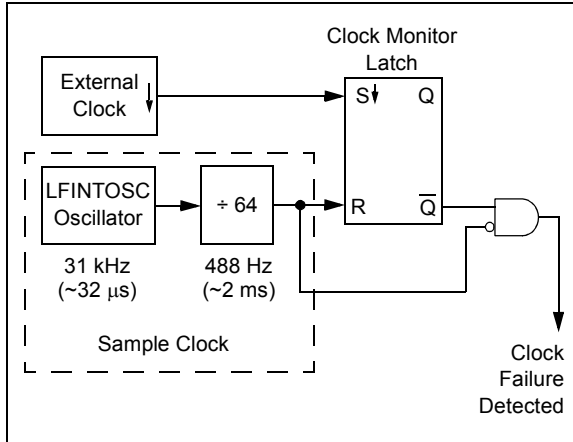 Clock Monitor
Latch
External
Clock
S
Q
LFINTOSC
Oscillator
÷ 64
R
Q̅
31 kHz
(~32 μs)
488 Hz
(~2 ms)
Sample Clock
Clock
Failure
Detected